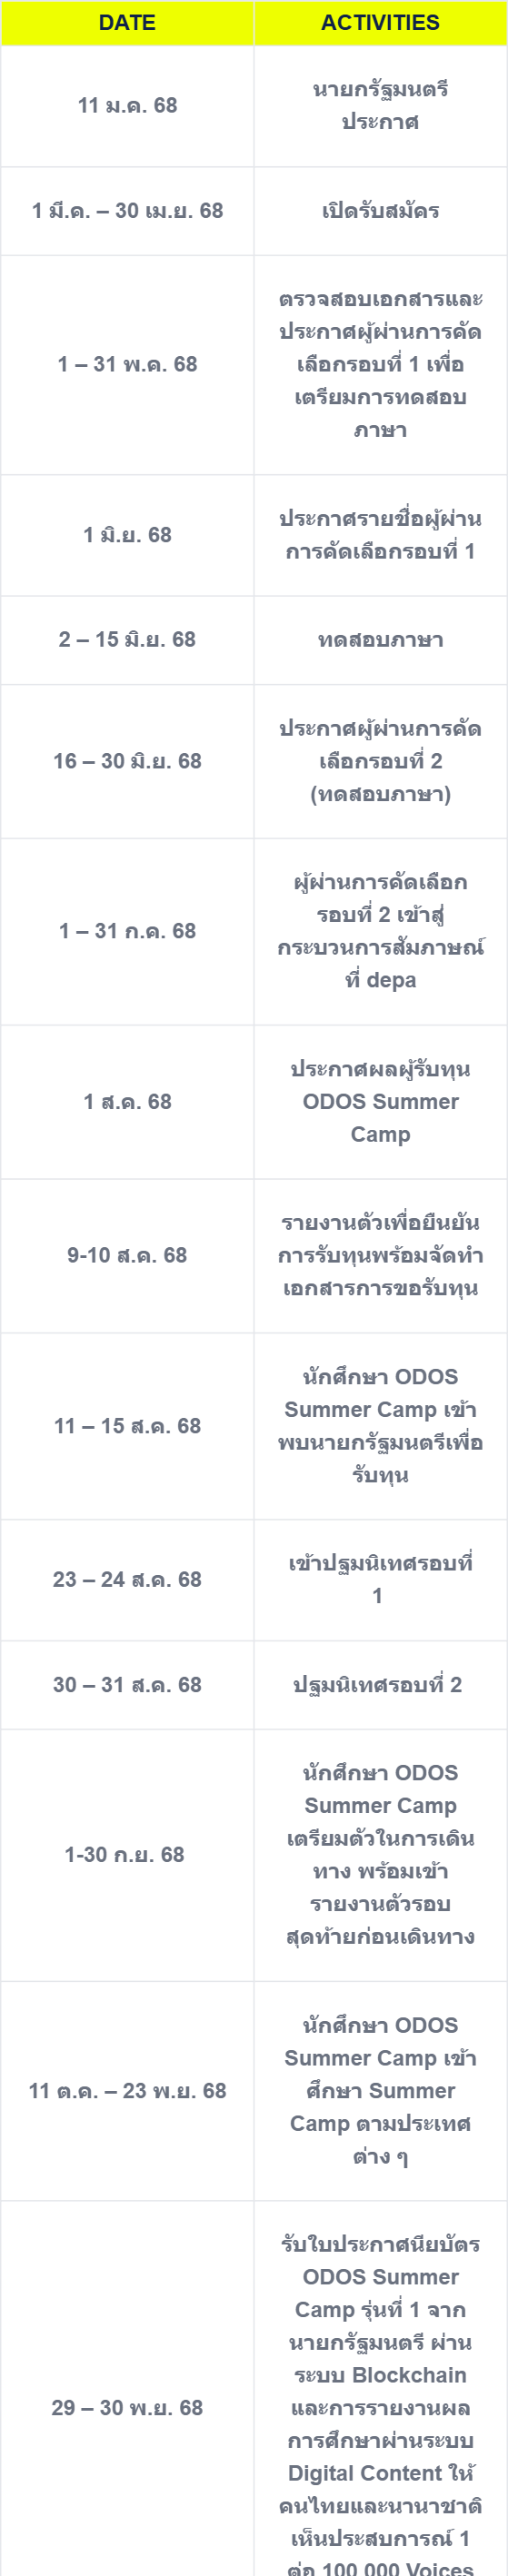 DATE
ACTIVITIES
11 ม.ค. 68
นายกรัฐมนตรี
ประกาศ
1 มี.ค. – 30 เม.ย. 68
เปิดรับสมัคร
1 – 31 พ.ค. 68
ตรวจสอบเอกสารและ
ประกาศผู้ผ่านการคัด
เลือกรอบที่ 1 เพื่อ
เตรียมการทดสอบ
ภาษา
1 มิ.ย. 68
ประกาศรายชื่อผู้ผ่าน
การคัดเลือกรอบที่ 1
2 – 15 มิ.ย. 68
ทดสอบภาษา
16 – 30 มิ.ย. 68
ประกาศผู้ผ่านการคัด
เลือกรอบที่ 2
(ทดสอบภาษา)
1 – 31 ก.ค. 68
ผู้ผ่านการคัดเลือก
รอบที่ 2 เข้าสู่
กระบวนการสัมภาษณ์
ที่ depa
1 ส.ค. 68
ประกาศผลผู้รับทุน
ODOS Summer
Camp
9-10 ส.ค. 68
รายงานตัวเพื่อยืนยัน
การรับทุนพร้อมจัดทำ
เอกสารการขอรับทุน
11 – 15 ส.ค. 68
นักศึกษา ODOS
Summer Camp เข้า
พบนายกรัฐมนตรีเพื่อ
รับทุน
23 – 24 ส.ค. 68
เข้าปฐมนิเทศรอบที่
1
30 – 31 ส.ค. 68
ปฐมนิเทศรอบที่ 2
1-30 ก.ย. 68
นักศึกษา ODOS
Summer Camp
เตรียมตัวในการเดิน
ทาง พร้อมเข้า
รายงานตัวรอบ
สุดท้ายก่อนเดินทาง
11 ต.ค. – 23 พ.ย. 68
นักศึกษา ODOS
Summer Camp เข้า
ศึกษา Summer
Camp ตามประเทศ
ต่าง ๆ
29 – 30 พ.ย. 68
รับใบประกาศนียบัตร
ODOS Summer
Camp รุ่นที่ 1 จาก
นายกรัฐมนตรี ผ่าน
ระบบ Blockchain
และการรายงานผล
การศึกษาผ่านระบบ
Digital Content ให้
คนไทยและนานาชาติ
เห็นประสบการณ์ 1
ต่อ 100,000 Voices